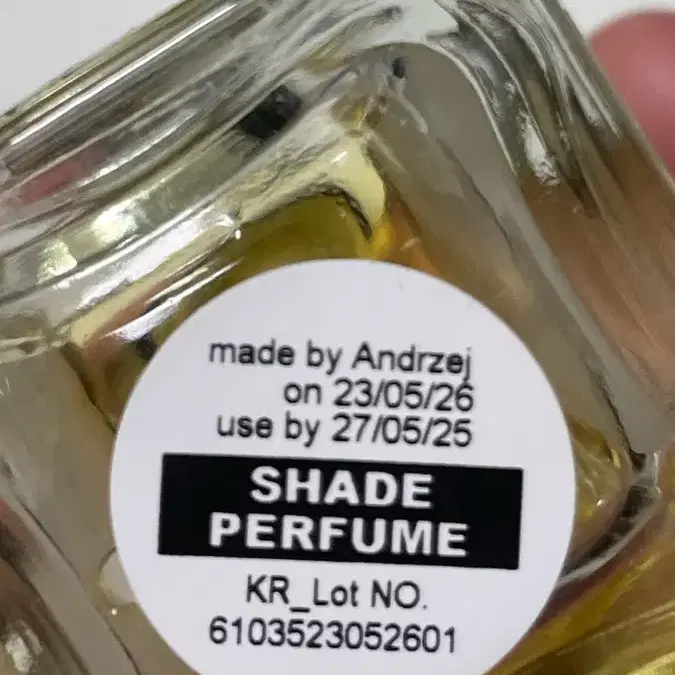 made by Andrzej
on 23/05/26
use by 27/05/25
SHADE
PERFUME
KR_Lot NO.
6103523052601